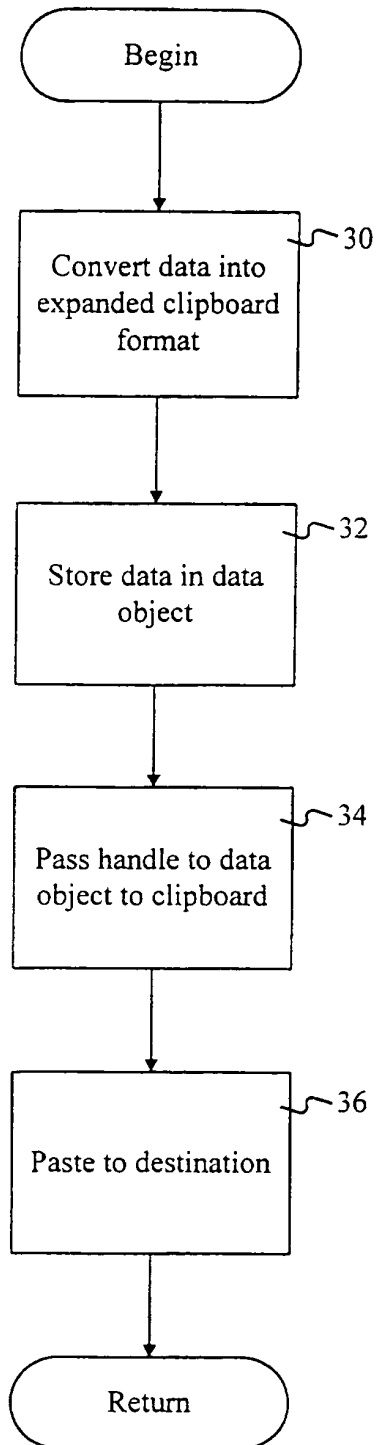 Begin
30
Convert data into
expanded clipboard
format
32
Store data in data
object
34
Pass handle to data
object to clipboard
36
Paste to destination
Return